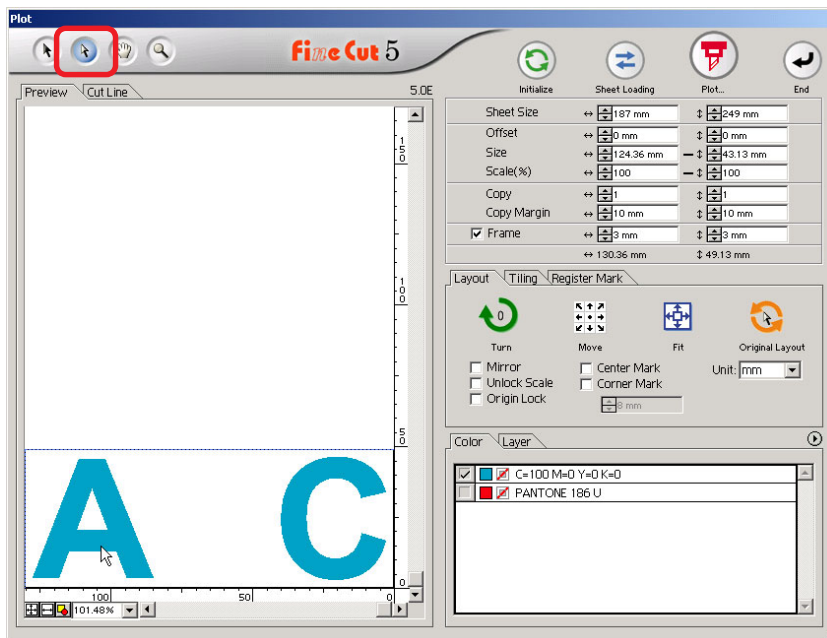 Plot
FineCut 5
Initialize
Sheet Loading
Plot...
End
Preview
Cut Line
5.0E
Sheet Size
187 mm
249 mm
Offset
0 mm
0 mm
Size
124.36 mm
43.13 mm
Scale(%)
100
100
Copy
1
1
Copy Margin
10 mm
10 mm
Frame
3 mm
3 mm
130.36 mm
49.13 mm
Layout
Tiling
Register Mark
0
Turn
Move
Fit
Original Layout
Mirror
Center Mark
Unit: mm
Unlock Scale
Corner Mark
Origin Lock
8 mm
Color
Layer
C=100 M=0 Y=0 K=0
PANTONE 186 U
150
100
50
0
A C
100
50
0
101.48%